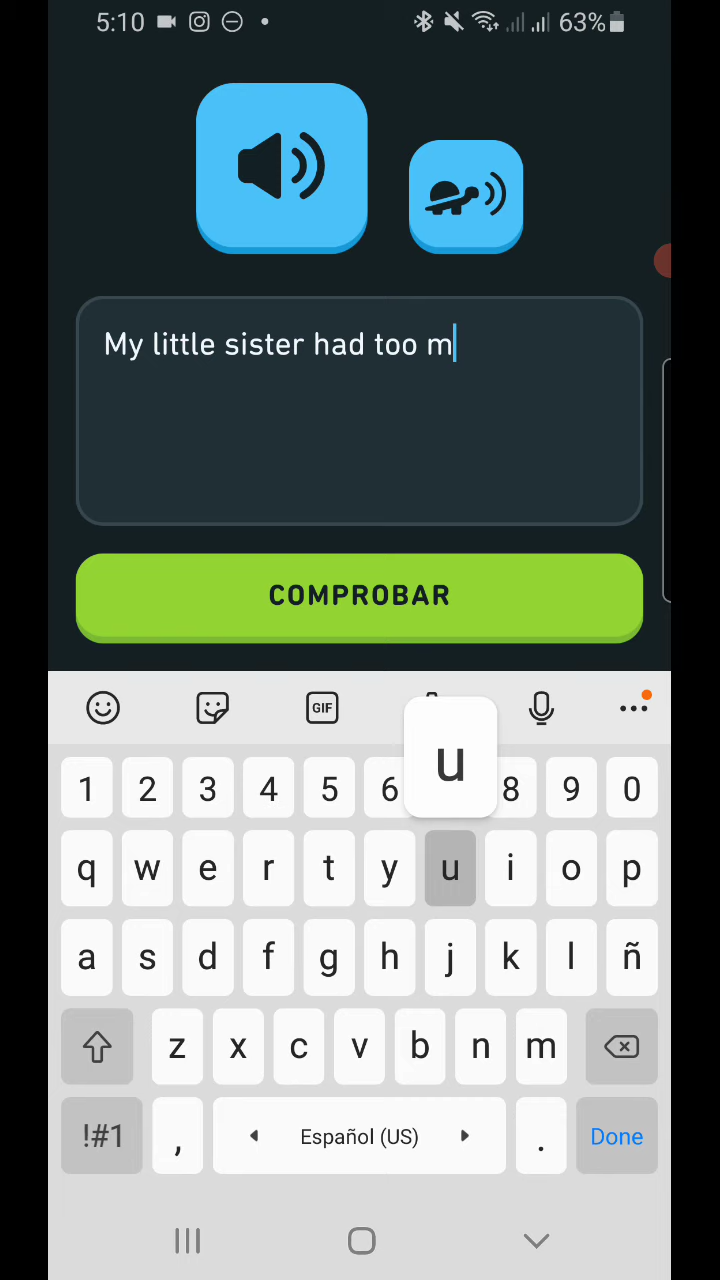 5:10 63%
My little sister had too m
COMPROBAR
GIF
u
1 2 3 4 5 6 8 9 0
q w e r t y u i o p
a s d f g h j k l ñ
z x c v b n m
!#1 , Español (US) . Done